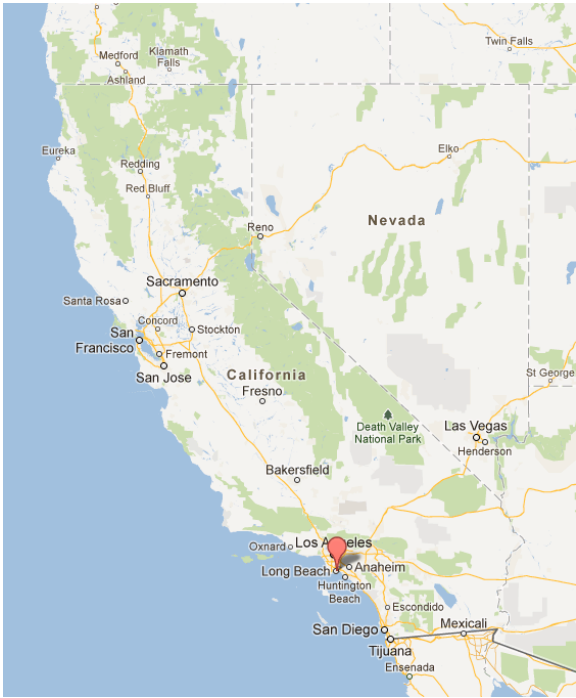 Medford
Klamath
Falls
Twin Falls
Ashland
Eureka
Elko
Redding
Red Bluff
Nevada
Reno
Sacramento
Santa Rosa
Concord
Stockton
San
Francisco
Fremont
San Jose
California
St George
Fresno
Death Valley
National Park
Las Vegas
Henderson
Bakersfield
Oxnard
Los Angeles
Long Beach
Anaheim
Huntington
Beach
Escondido
San Diego
Mexicali
Tijuana
Ensenada